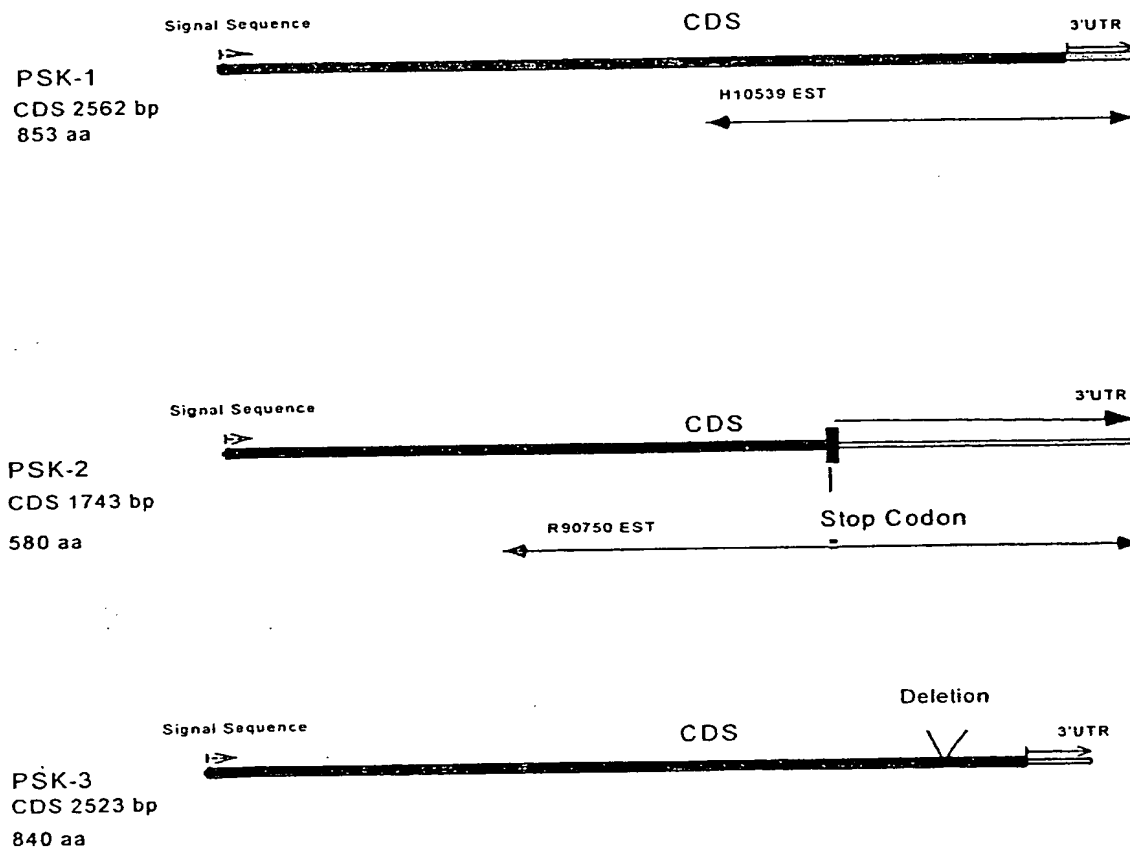 Signal Sequence
CDS
3'UTR
PSK-1
CDS 2562 bp
853 aa
H10539 EST
Signal Sequence
CDS
3'UTR
PSK-2
CDS 1743 bp
580 aa
R90750 EST
Stop Codon
Deletion
Signal Sequence
CDS
3'UTR
PSK-3
CDS 2523 bp
840 aa